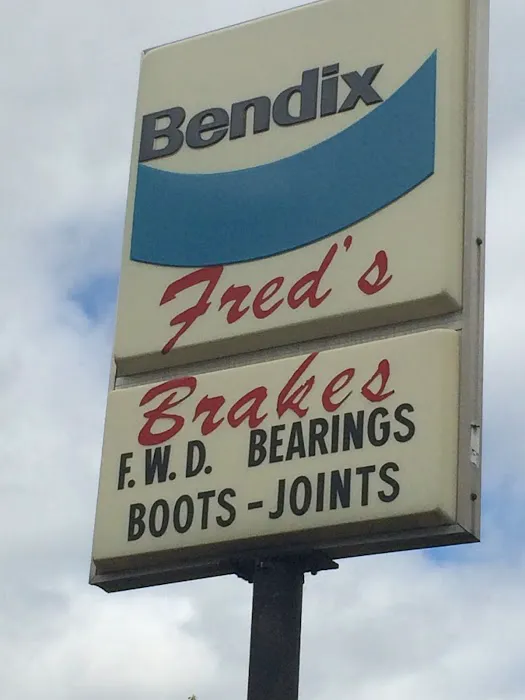 Bendix
Fred's
Brakes
F.W.D. BEARINGS
BOOTS-JOINTS